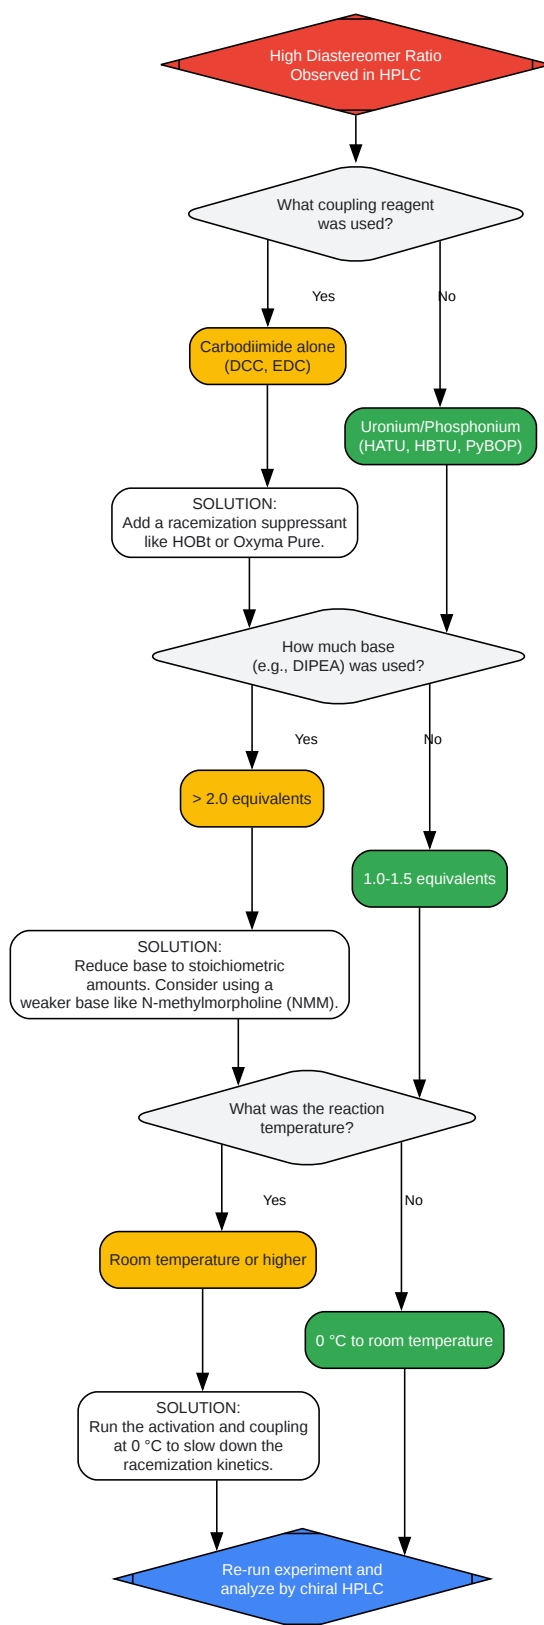 High Diastereomer Ratio
Observed in HPLC
What coupling reagent
was used?
Yes
No
Carbodiimide alone
(DCC, EDC)
Uronium/Phosphonium
(HATU, HBTU, PyBOP)
SOLUTION:
Add a racemization suppressant
like HOBt or Oxyma Pure.
How much base
(e.g., DIPEA) was used?
Yes
No
> 2.0 equivalents
1.0-1.5 equivalents
SOLUTION:
Reduce base to stoichiometric
amounts. Consider using a
weaker base like N-methylmorpholine (NMM).
What was the reaction
temperature?
Yes
No
Room temperature or higher
0 °C to room temperature
SOLUTION:
Run the activation and coupling
at 0 °C to slow down the
racemization kinetics.
Re-run experiment and
analyze by chiral HPLC